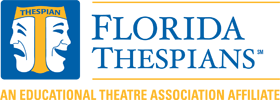 THESPIAN
FLORIDA
THESPIANS℠
AN EDUCATIONAL THEATRE ASSOCIATION AFFILIATE